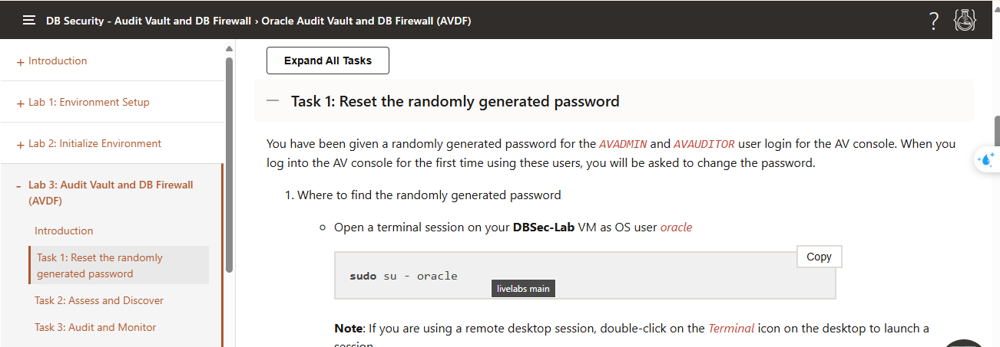 DB Security - Audit Vault and DB Firewall › Oracle Audit Vault and DB Firewall (AVDF)
?
+ Introduction
+ Lab 1: Environment Setup
+ Lab 2: Initialize Environment
- Lab 3: Audit Vault and DB Firewall
(AVDF)
Introduction
Task 1: Reset the randomly
generated password
Task 2: Assess and Discover
Task 3: Audit and Monitor
Expand All Tasks
— Task 1: Reset the randomly generated password
You have been given a randomly generated password for the AVADMIN and AVAUDITOR user login for the AV console. When you
log into the AV console for the first time using these users, you will be asked to change the password.
1. Where to find the randomly generated password
Open a terminal session on your DBSec-Lab VM as OS user oracle
Copy
sudo su - oracle
livelabs main
Note: If you are using a remote desktop session, double-click on the Terminal icon on the desktop to launch a
session